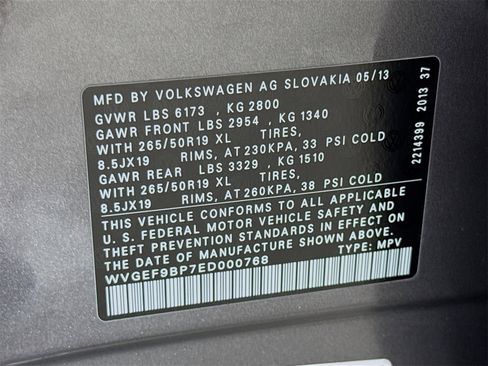 MFD BY VOLKSWAGEN AG SLOVAKIA 05/13
GVWR LBS 6173 , KG 2800
GAWR FRONT LBS 2954 , KG 1340
WITH 265/50R19 XL TIRES,
8.5JX19 RIMS, AT 230KPA, 33 PSI COLD
GAWR REAR LBS 3329 , KG 1510
WITH 265/50R19 XL TIRES,
8.5JX19 RIMS, AT 260KPA, 38 PSI COLD
THIS VEHICLE CONFORMS TO ALL APPLICABLE
U. S. FEDERAL MOTOR VEHICLE SAFETY AND
THEFT PREVENTION STANDARDS IN EFFECT ON
THE DATE OF MANUFACTURE SHOWN ABOVE.
WVGEF9BP7ED000768 TYPE: MPV
2214399 2013 37